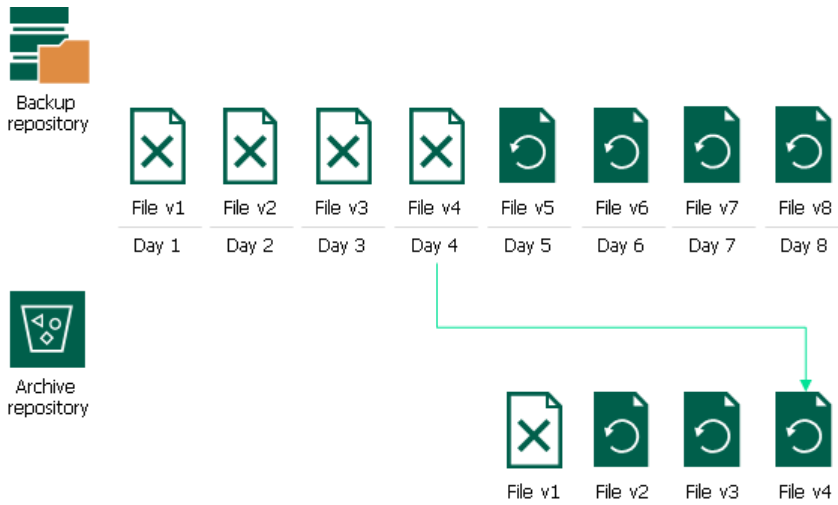 Backup
repository
File v1 File v2 File v3 File v4 File v5 File v6 File v7 File v8
Day 1 Day 2 Day 3 Day 4 Day 5 Day 6 Day 7 Day 8
Archive
repository
File v1 File v2 File v3 File v4